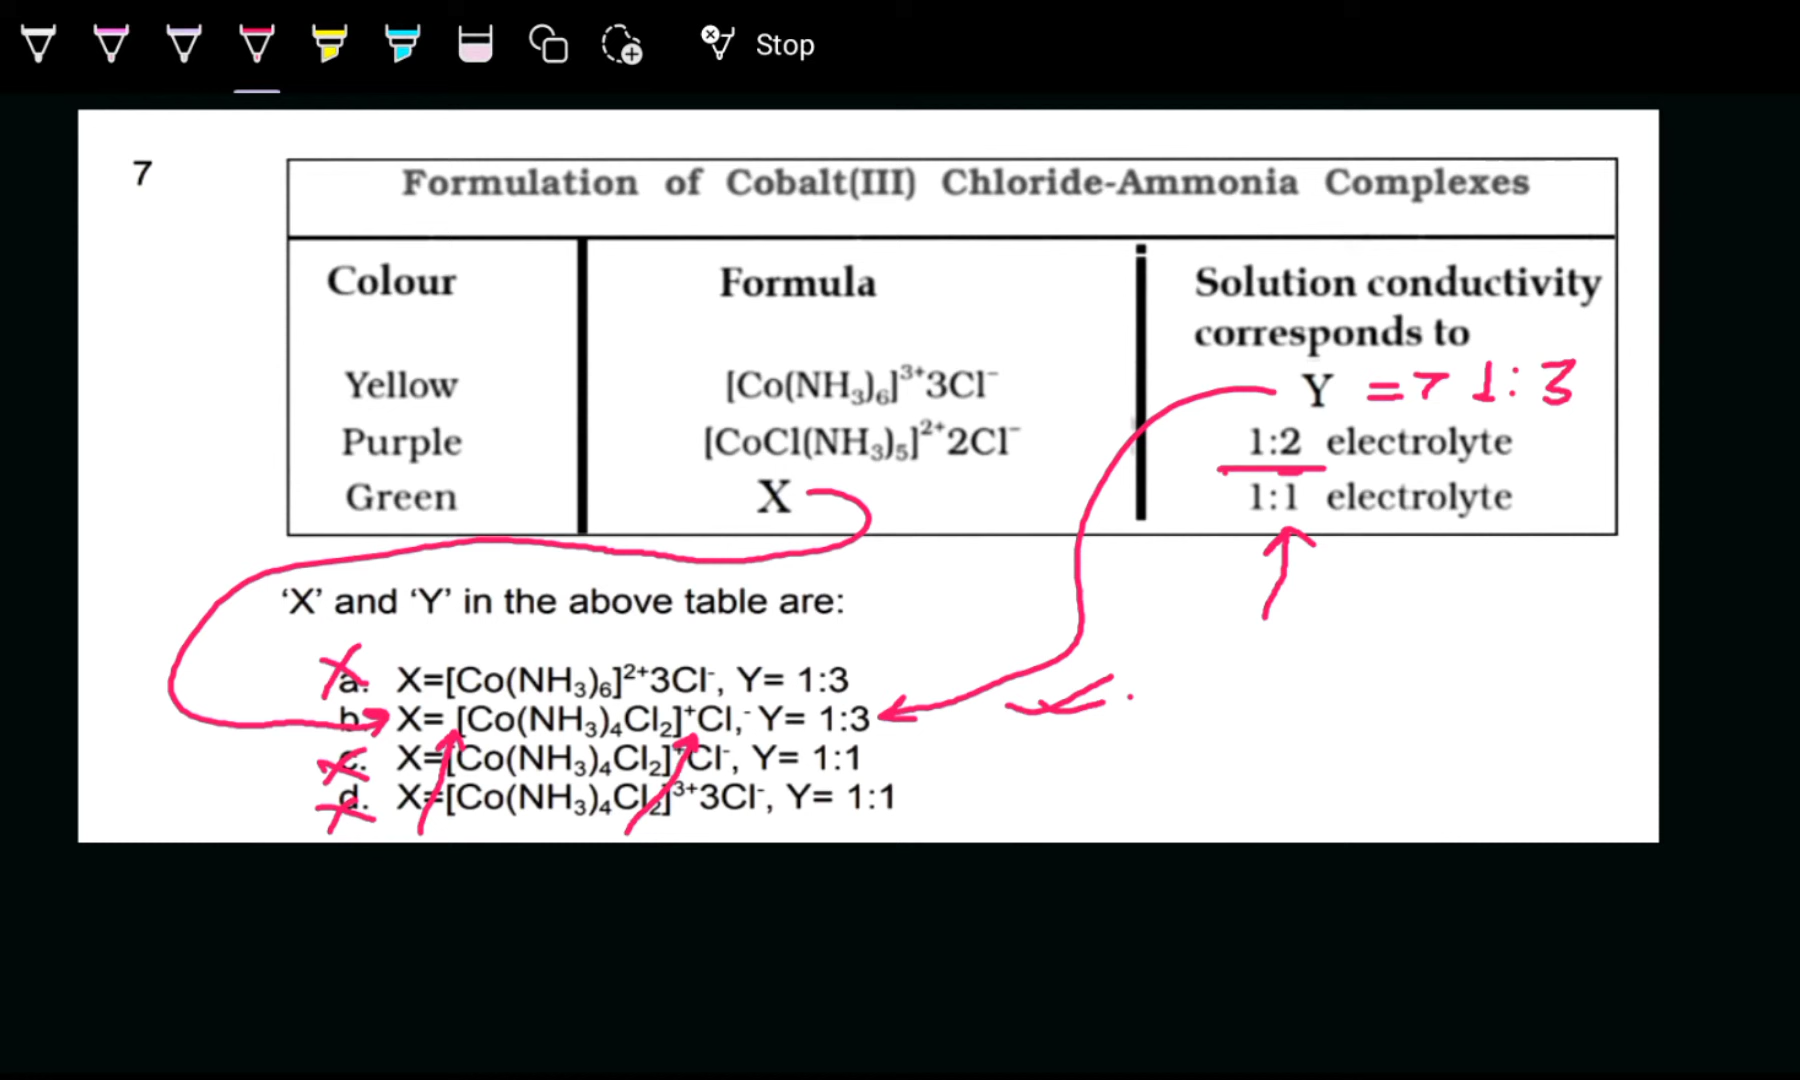 Stop
7
Formulation of Cobalt(III) Chloride-Ammonia Complexes
Colour Formula Solution conductivity
corresponds to
Yellow [Co(NH₃)₆]³⁺3Cl⁻ Y => 1:3
Purple [CoCl(NH₃)₅]²⁺2Cl⁻ 1:2 electrolyte
Green X 1:1 electrolyte
‘X’ and ‘Y’ in the above table are:
a. X=[Co(NH₃)₆]²⁺3Cl⁻, Y= 1:3
b. X= [Co(NH₃)₄Cl₂]⁺Cl,⁻ Y= 1:3
c. X=[Co(NH₃)₄Cl₂]⁺Cl⁻, Y= 1:1
d. X=[Co(NH₃)₄Cl₂]³⁺3Cl⁻, Y= 1:1